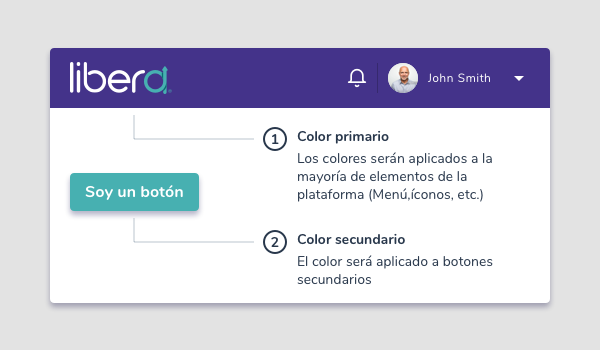 liberd
John Smith
1 Color primario
Los colores serán aplicados a la
mayoría de elementos de la
plataforma (Menú,íconos, etc.)
Soy un botón
2 Color secundario
El color será aplicado a botones
secundarios